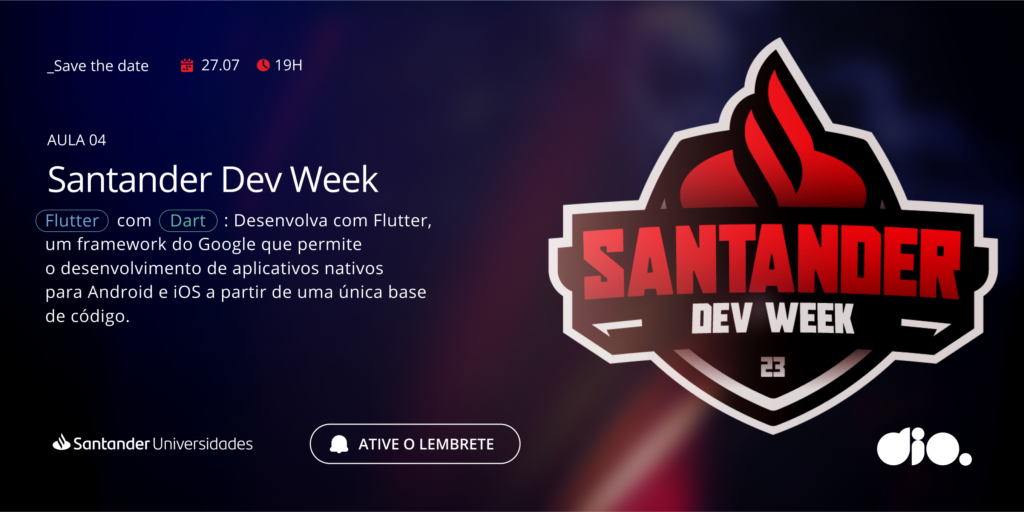 _Save the date 27.07 19H
AULA 04
Santander Dev Week
Flutter com Dart : Desenvolva com Flutter,
um framework do Google que permite
o desenvolvimento de aplicativos nativos
para Android e iOS a partir de uma única base
de código.
SANTANDER
DEV WEEK
23
Santander Universidades
ATIVE O LEMBRETE
dio.